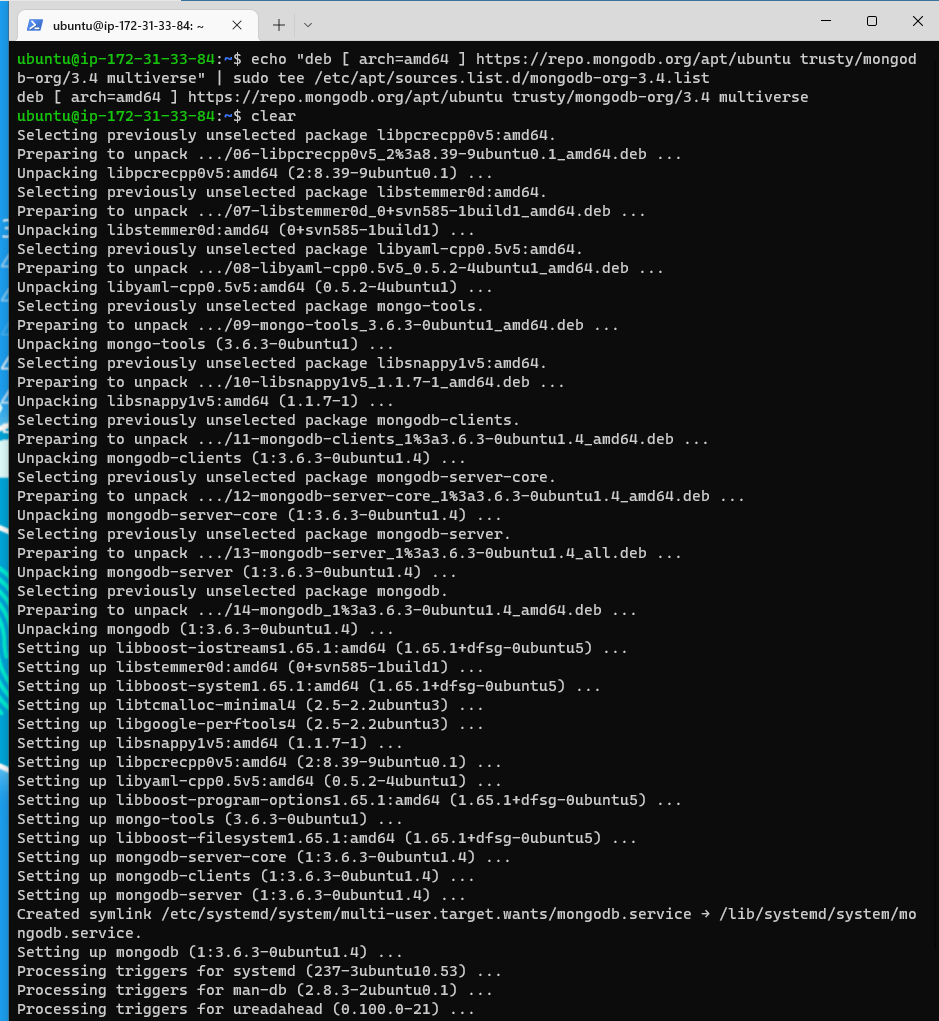 ubuntu@ip-172-31-33-84: ~
ubuntu@ip-172-31-33-84:~$ echo "deb [ arch=amd64 ] https://repo.mongodb.org/apt/ubuntu trusty/mongod
b-org/3.4 multiverse" | sudo tee /etc/apt/sources.list.d/mongodb-org-3.4.list
deb [ arch=amd64 ] https://repo.mongodb.org/apt/ubuntu trusty/mongodb-org/3.4 multiverse
ubuntu@ip-172-31-33-84:~$ clear
Selecting previously unselected package libpcrecpp0v5:amd64.
Preparing to unpack .../06-libpcrecpp0v5_2%3a8.39-9ubuntu0.1_amd64.deb ...
Unpacking libpcrecpp0v5:amd64 (2:8.39-9ubuntu0.1) ...
Selecting previously unselected package libstemmer0d:amd64.
Preparing to unpack .../07-libstemmer0d_0+svn585-1build1_amd64.deb ...
Unpacking libstemmer0d:amd64 (0+svn585-1build1) ...
Selecting previously unselected package libyaml-cpp0.5v5:amd64.
Preparing to unpack .../08-libyaml-cpp0.5v5_0.5.2-4ubuntu1_amd64.deb ...
Unpacking libyaml-cpp0.5v5:amd64 (0.5.2-4ubuntu1) ...
Selecting previously unselected package mongo-tools.
Preparing to unpack .../09-mongo-tools_3.6.3-0ubuntu1_amd64.deb ...
Unpacking mongo-tools (3.6.3-0ubuntu1) ...
Selecting previously unselected package libsnappy1v5:amd64.
Preparing to unpack .../10-libsnappy1v5_1.1.7-1_amd64.deb ...
Unpacking libsnappy1v5:amd64 (1.1.7-1) ...
Selecting previously unselected package mongodb-clients.
Preparing to unpack .../11-mongodb-clients_1%3a3.6.3-0ubuntu1.4_amd64.deb ...
Unpacking mongodb-clients (1:3.6.3-0ubuntu1.4) ...
Selecting previously unselected package mongodb-server-core.
Preparing to unpack .../12-mongodb-server-core_1%3a3.6.3-0ubuntu1.4_amd64.deb ...
Unpacking mongodb-server-core (1:3.6.3-0ubuntu1.4) ...
Selecting previously unselected package mongodb-server.
Preparing to unpack .../13-mongodb-server_1%3a3.6.3-0ubuntu1.4_all.deb ...
Unpacking mongodb-server (1:3.6.3-0ubuntu1.4) ...
Selecting previously unselected package mongodb.
Preparing to unpack .../14-mongodb_1%3a3.6.3-0ubuntu1.4_amd64.deb ...
Unpacking mongodb (1:3.6.3-0ubuntu1.4) ...
Setting up libboost-iostreams1.65.1:amd64 (1.65.1+dfsg-0ubuntu5) ...
Setting up libstemmer0d:amd64 (0+svn585-1build1) ...
Setting up libboost-system1.65.1:amd64 (1.65.1+dfsg-0ubuntu5) ...
Setting up libtcmalloc-minimal4 (2.5-2.2ubuntu3) ...
Setting up libgoogle-perftools4 (2.5-2.2ubuntu3) ...
Setting up libsnappy1v5:amd64 (1.1.7-1) ...
Setting up libpcrecpp0v5:amd64 (2:8.39-9ubuntu0.1) ...
Setting up libyaml-cpp0.5v5:amd64 (0.5.2-4ubuntu1) ...
Setting up libboost-program-options1.65.1:amd64 (1.65.1+dfsg-0ubuntu5) ...
Setting up mongo-tools (3.6.3-0ubuntu1) ...
Setting up libboost-filesystem1.65.1:amd64 (1.65.1+dfsg-0ubuntu5) ...
Setting up mongodb-server-core (1:3.6.3-0ubuntu1.4) ...
Setting up mongodb-clients (1:3.6.3-0ubuntu1.4) ...
Setting up mongodb-server (1:3.6.3-0ubuntu1.4) ...
Created symlink /etc/systemd/system/multi-user.target.wants/mongodb.service → /lib/systemd/system/mo
ngodb.service.
Setting up mongodb (1:3.6.3-0ubuntu1.4) ...
Processing triggers for systemd (237-3ubuntu10.53) ...
Processing triggers for man-db (2.8.3-2ubuntu0.1) ...
Processing triggers for ureadahead (0.100.0-21) ...